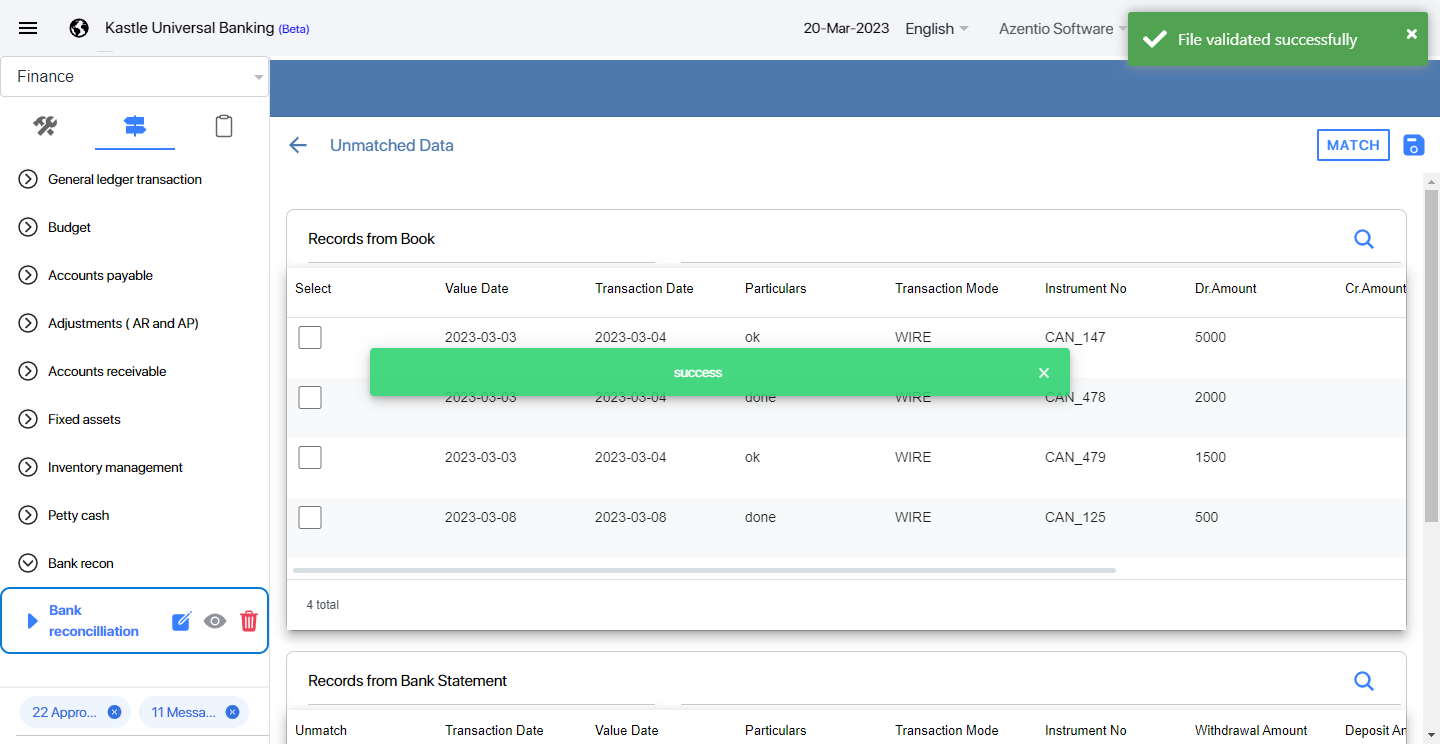 Kastle Universal Banking (Beta)
20-Mar-2023 English Azentio Software
File validated successfully
Finance
Unmatched Data
MATCH
General ledger transaction
Budget
Accounts payable
Adjustments ( AR and AP)
Accounts receivable
Fixed assets
Inventory management
Petty cash
Bank recon
Bank
reconcilliation
22 Appro... 11 Messa...
Records from Book
Select Value Date Transaction Date Particulars Transaction Mode Instrument No Dr.Amount Cr.Amount
2023-03-03 2023-03-04 ok WIRE CAN_147 5000
success
2023-03-03 2023-03-04 done WIRE CAN_478 2000
2023-03-03 2023-03-04 ok WIRE CAN_479 1500
2023-03-08 2023-03-08 done WIRE CAN_125 500
4 total
Records from Bank Statement
Unmatch Transaction Date Value Date Particulars Transaction Mode Instrument No Withdrawal Amount Deposit An